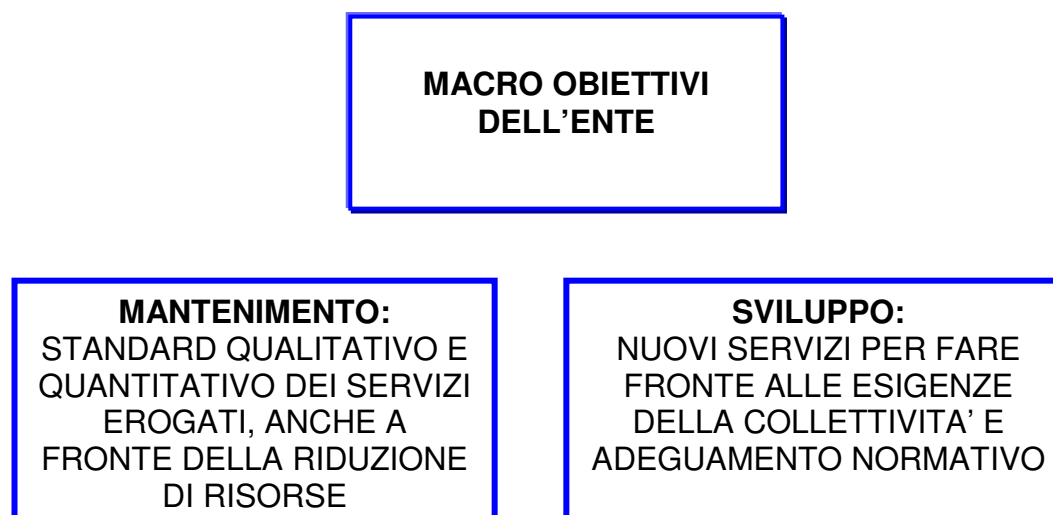 MACRO OBIETTIVI
DELL'ENTE
MANTENIMENTO:
STANDARD QUALITATIVO E
QUANTITATIVO DEI SERVIZI
EROGATI, ANCHE A
FRONTE DELLA RIDUZIONE
DI RISORSE
SVILUPPO:
NUOVI SERVIZI PER FARE
FRONTE ALLE ESIGENZE
DELLA COLLETTIVITA' E
ADEGUAMENTO NORMATIVO